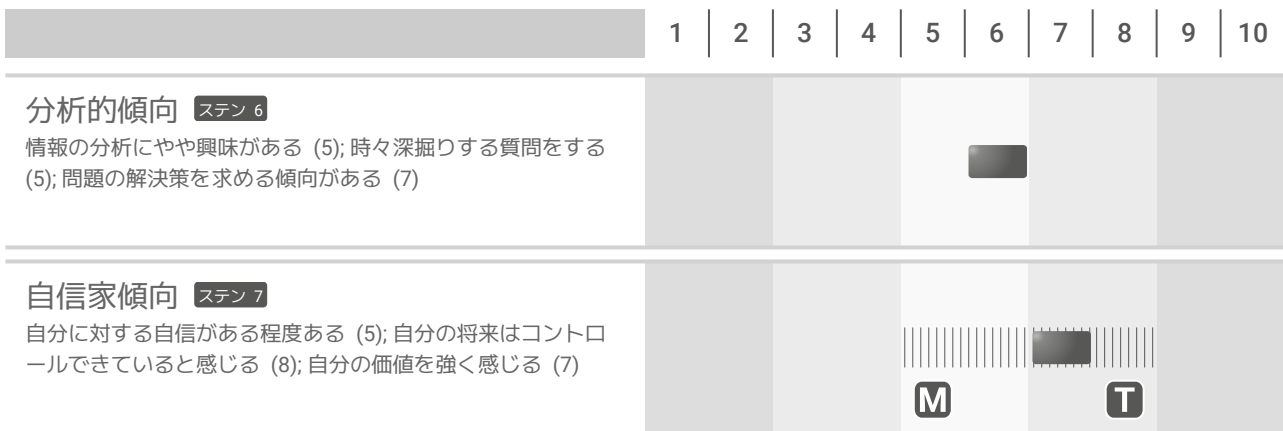 1 2 3 4 5 6 7 8 9 10
分析的傾向 ステン 6
情報の分析にやや興味がある (5); 時々深掘りする質問をする
(5); 問題の解決策を求める傾向がある (7)
自信家傾向 ステン 7
自分に対する自信がある程度ある (5); 自分の将来はコントロ
ールできていると感じる (8); 自分の価値を強く感じる (7)
M T